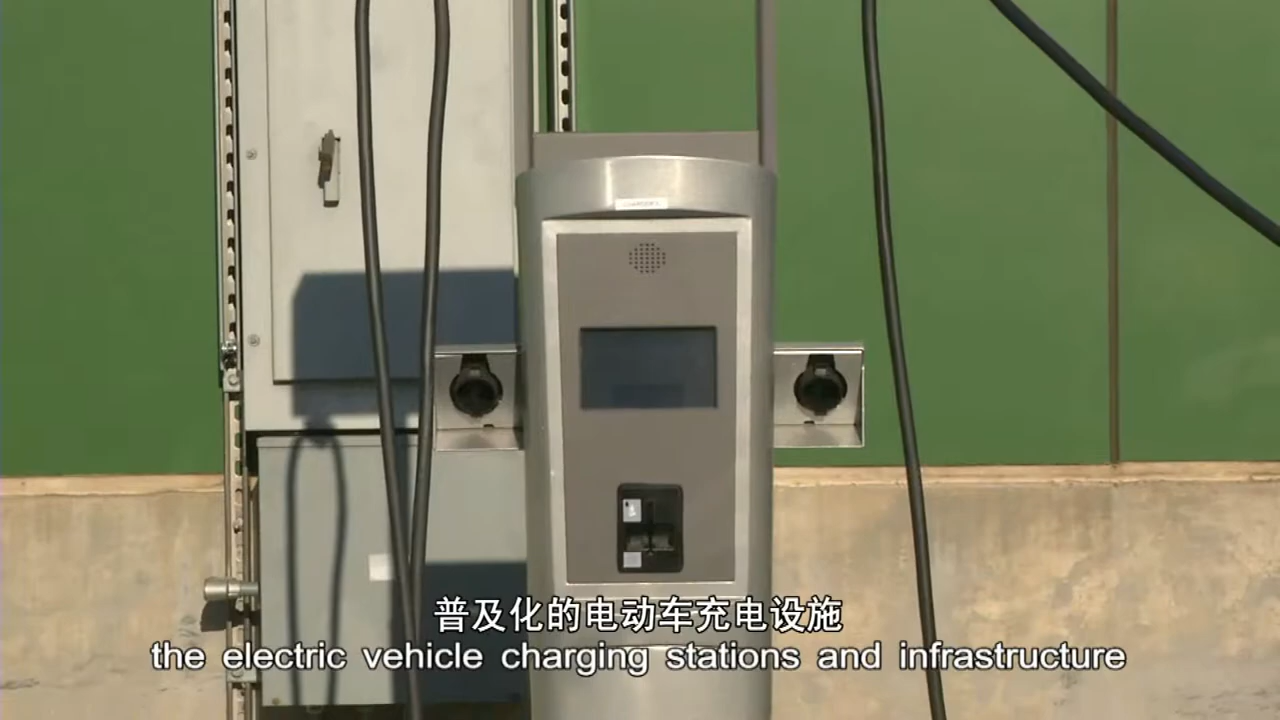 普及化的电动车充电设施
the electric vehicle charging stations and infrastructure